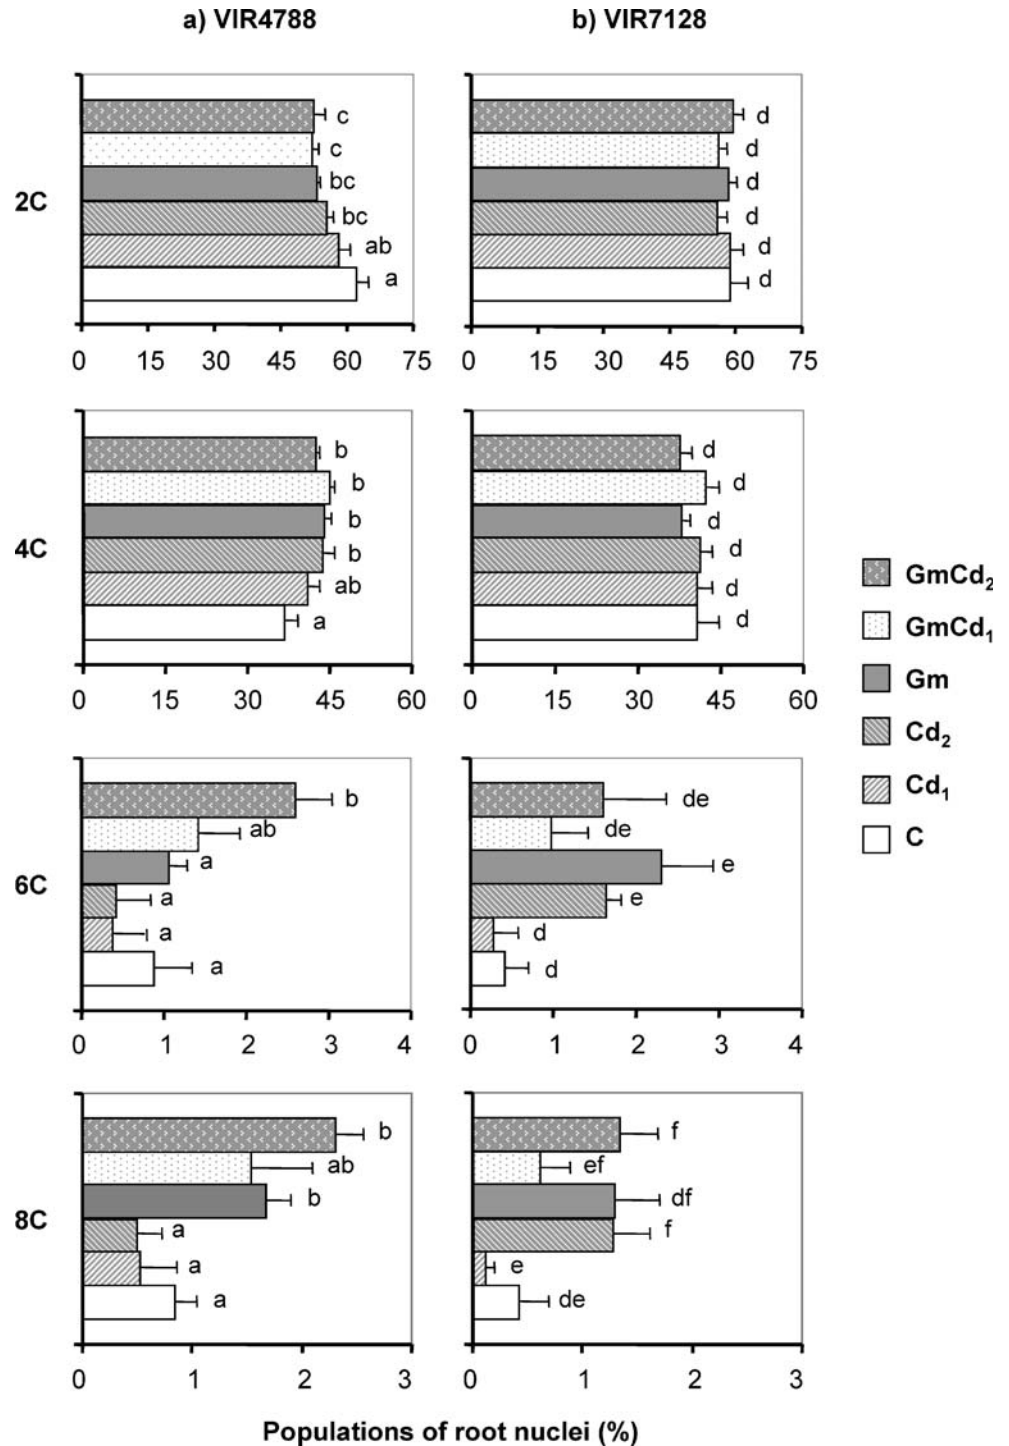 a) VIR4788
b) VIR7128
2C
c
c
bc
bc
ab
a
0 15 30 45 60 75
d
d
d
d
d
d
0 15 30 45 60 75
4C
b
b
b
b
ab
a
0 15 30 45 60
d
d
d
d
d
d
0 15 30 45 60
6C
b
ab
a
a
a
a
0 1 2 3 4
de
de
e
e
d
d
0 1 2 3 4
8C
b
ab
b
a
a
a
0 1 2 3
f
ef
df
f
e
de
0 1 2 3
GmCd2
GmCd1
Gm
Cd2
Cd1
C
Populations of root nuclei (%)